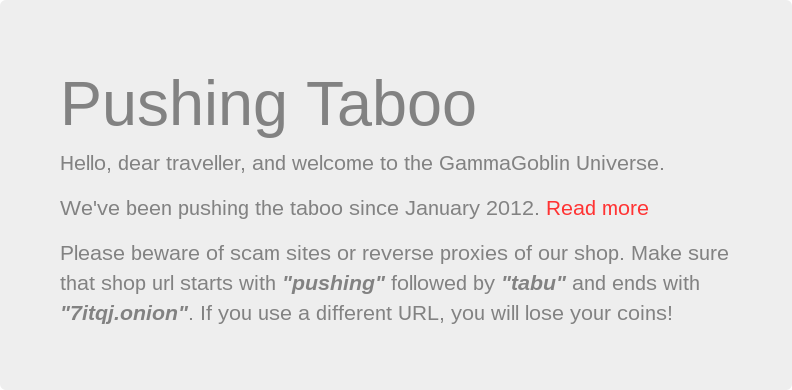 Pushing Taboo
Hello, dear traveller, and welcome to the GammaGoblin Universe.
We've been pushing the taboo since January 2012. Read more
Please beware of scam sites or reverse proxies of our shop. Make sure
that shop url starts with "pushing" followed by "tabu" and ends with
"7itqj.onion". If you use a different URL, you will lose your coins!